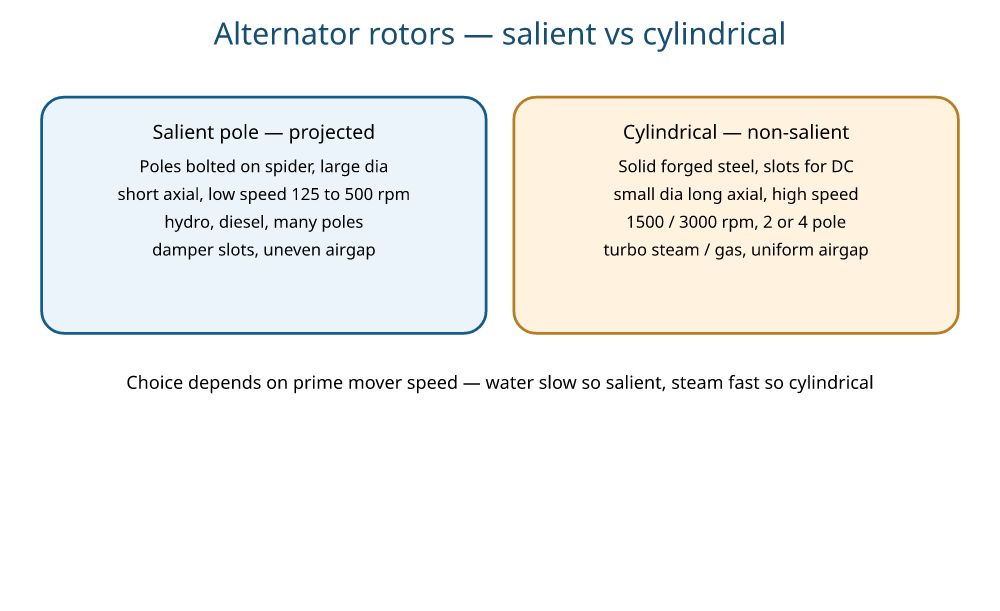 Alternator rotors — salient vs cylindrical
Salient pole — projected
Poles bolted on spider, large dia
short axial, low speed 125 to 500 rpm
hydro, diesel, many poles
damper slots, uneven airgap
Cylindrical — non-salient
Solid forged steel, slots for DC
small dia long axial, high speed
1500 / 3000 rpm, 2 or 4 pole
turbo steam / gas, uniform airgap
Choice depends on prime mover speed — water slow so salient, steam fast so cylindrical